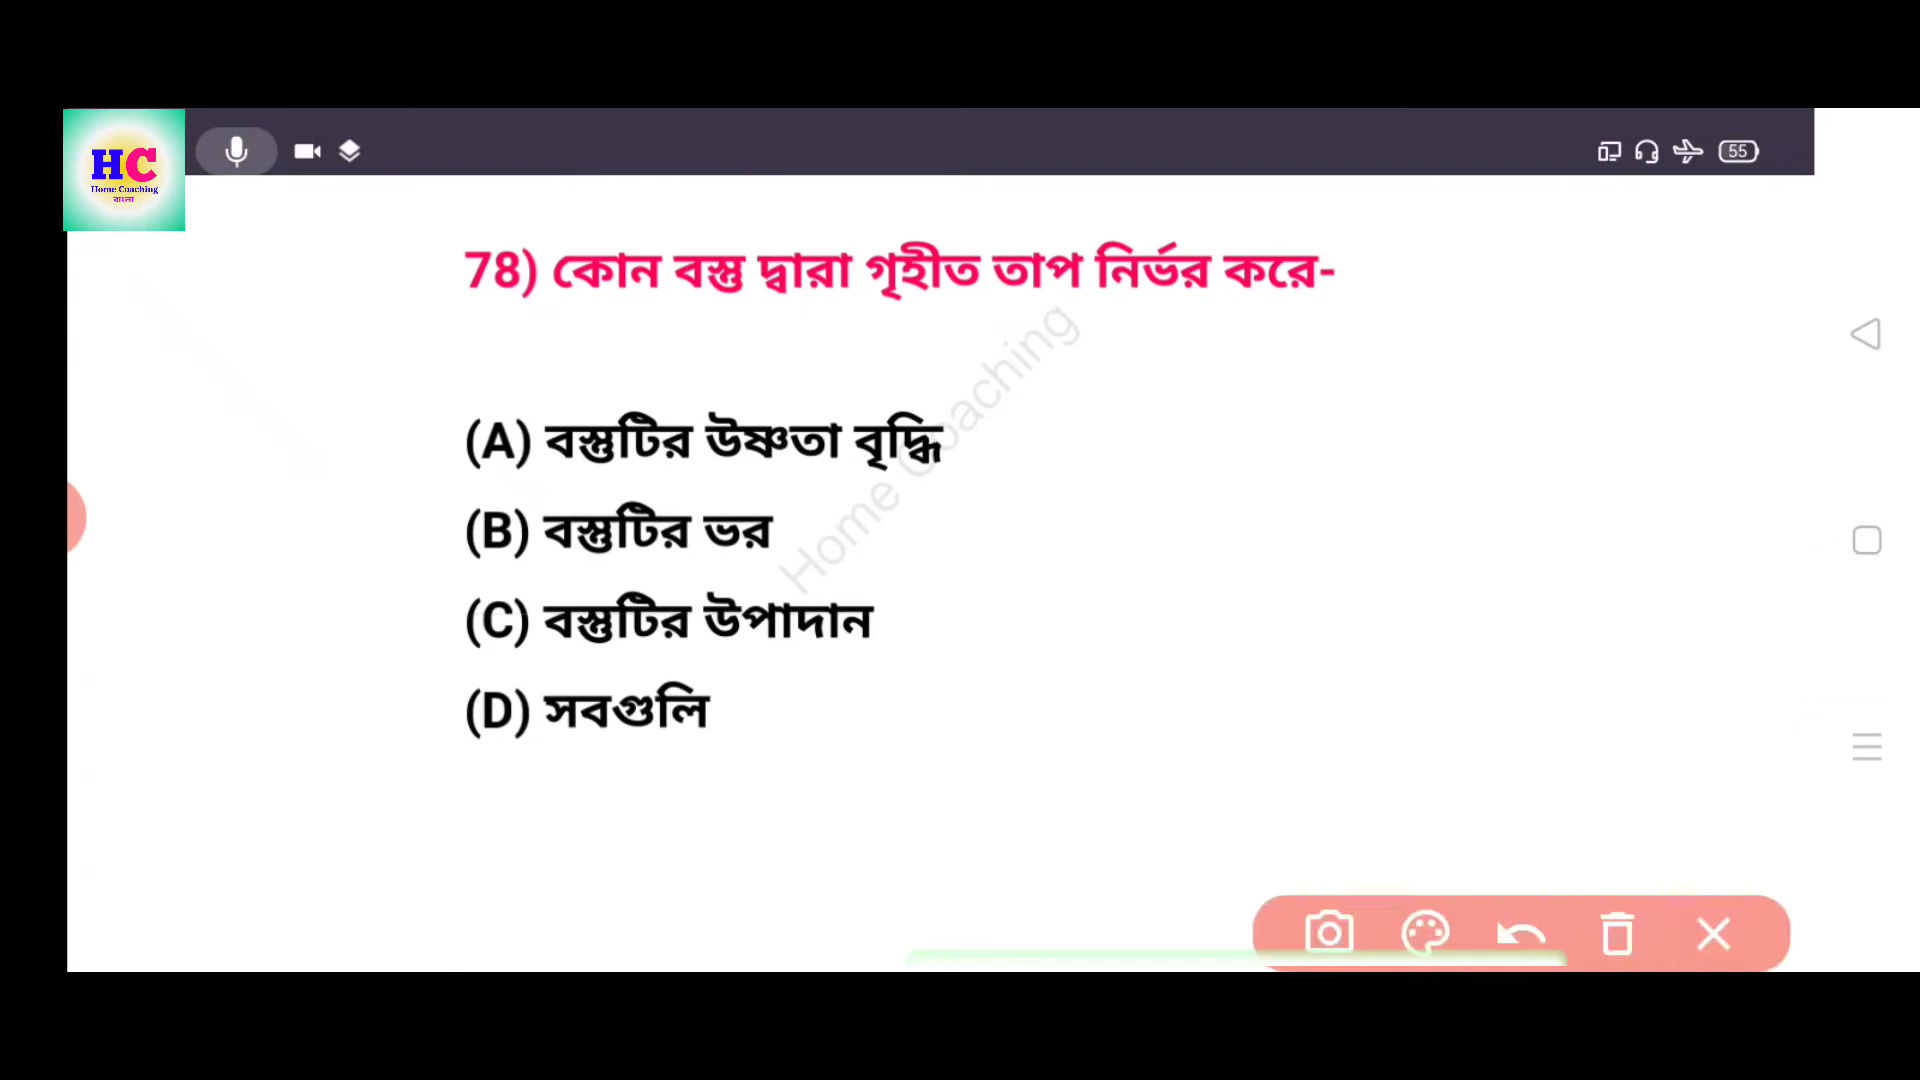 HC
Home Coaching
বাংলা
55
78) কোন বস্তু দ্বারা গৃহীত তাপ নির্ভর করে-
(A) বস্তুটির উষ্ণতা বৃদ্ধি
(B) বস্তুটির ভর
(C) বস্তুটির উপাদান
(D) সবগুলি
Home Coaching